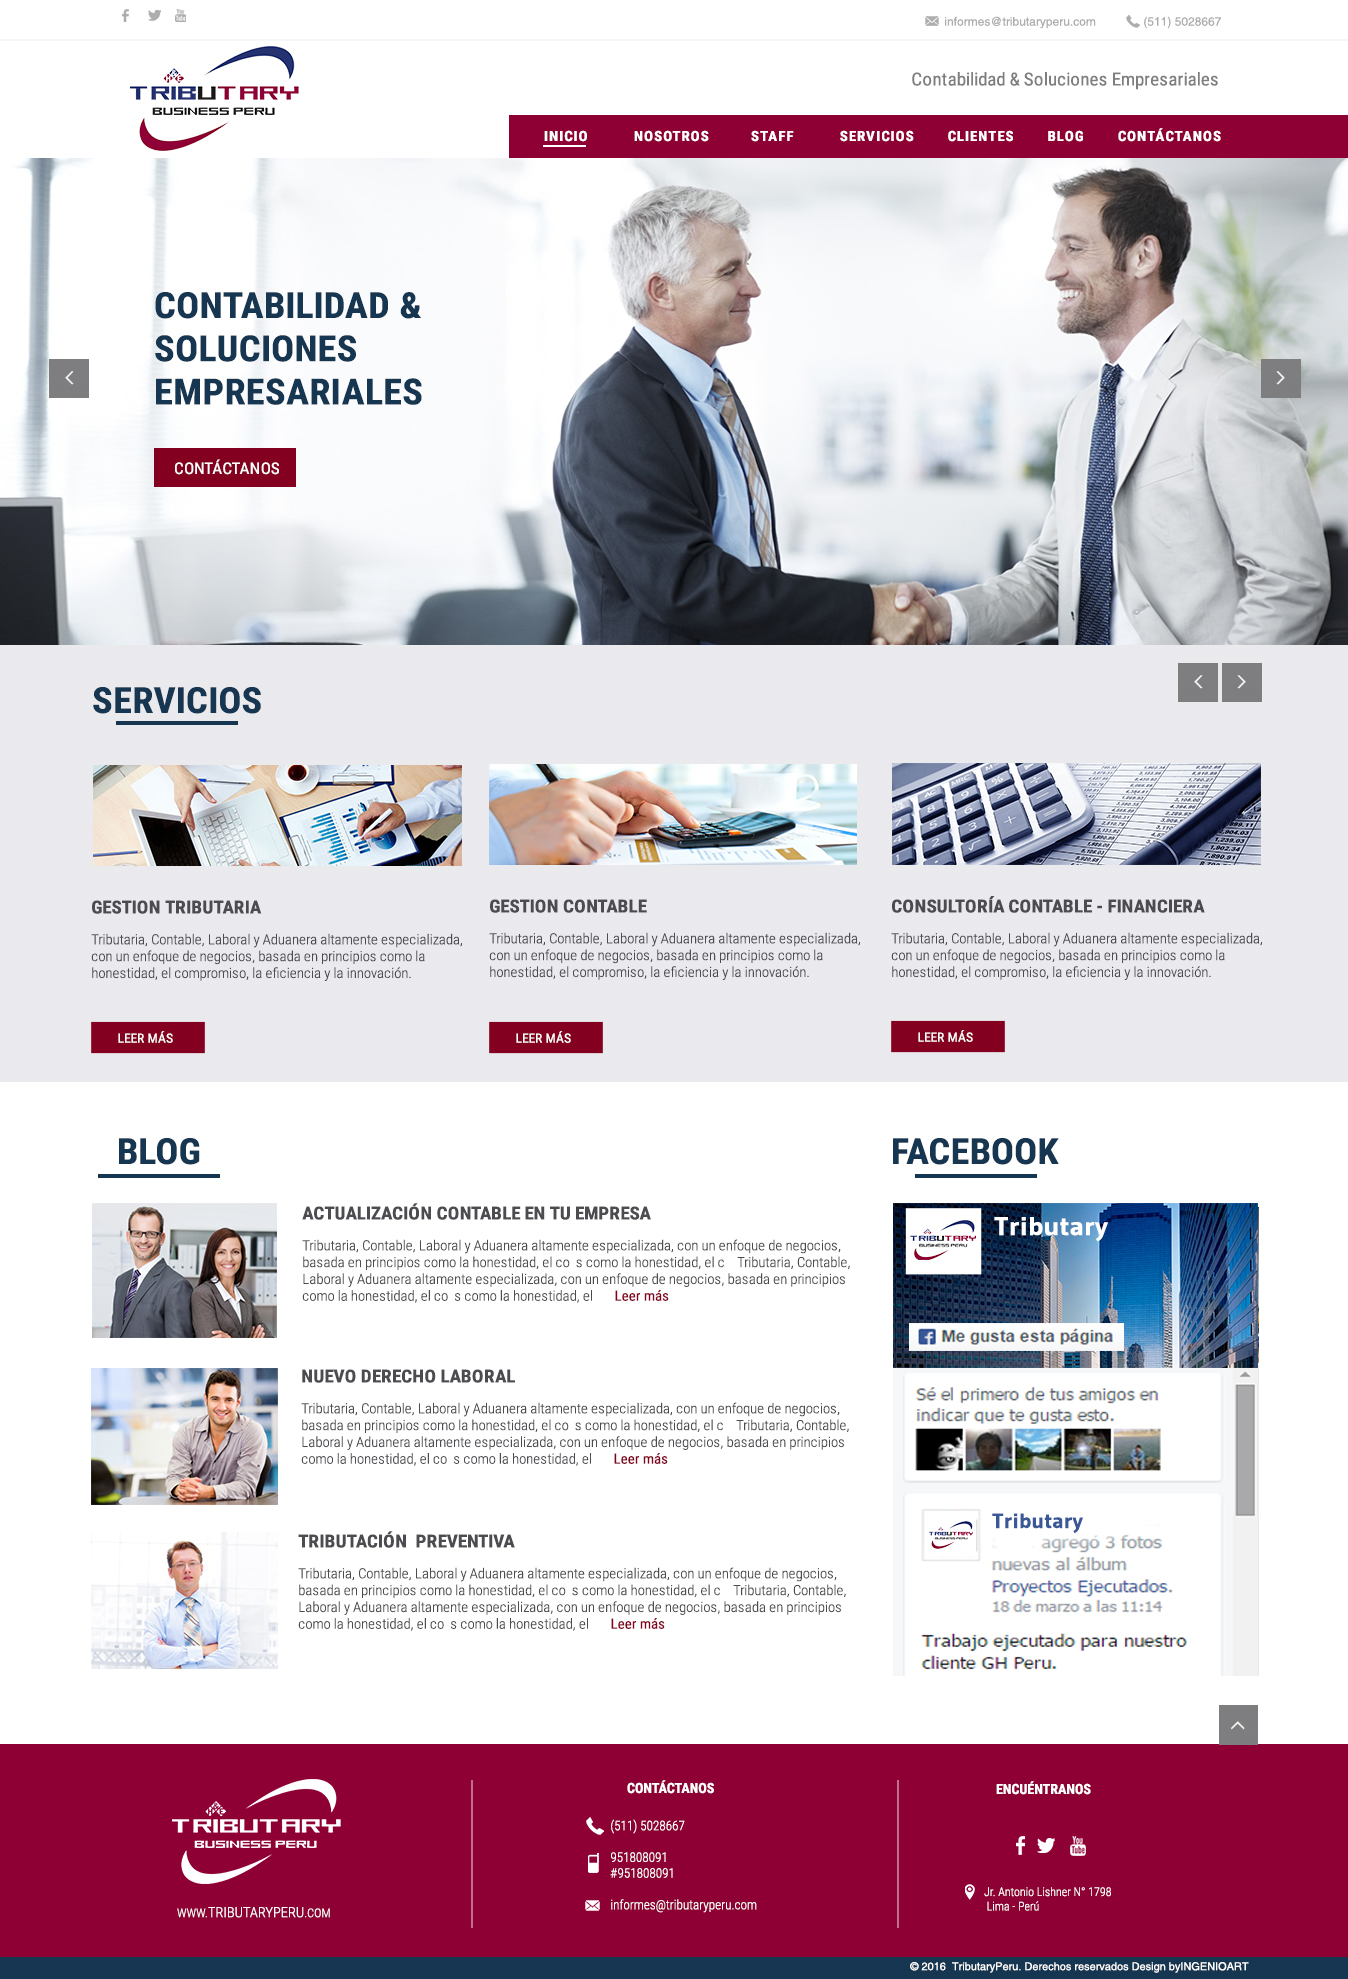 informes@tributaryperu.com (511) 5028667
TRIBUTARY
BUSINESS PERU
Contabilidad & Soluciones Empresariales
INICIO NOSOTROS STAFF SERVICIOS CLIENTES BLOG CONTÁCTANOS
CONTABILIDAD &
SOLUCIONES
EMPRESARIALES
CONTÁCTANOS
SERVICIOS
GESTION TRIBUTARIA
Tributaria, Contable, Laboral y Aduanera altamente especializada,
con un enfoque de negocios, basada en principios como la
honestidad, el compromiso, la eficiencia y la innovación.
LEER MÁS
GESTION CONTABLE
Tributaria, Contable, Laboral y Aduanera altamente especializada,
con un enfoque de negocios, basada en principios como la
honestidad, el compromiso, la eficiencia y la innovación.
LEER MÁS
CONSULTORÍA CONTABLE - FINANCIERA
Tributaria, Contable, Laboral y Aduanera altamente especializada,
con un enfoque de negocios, basada en principios como la
honestidad, el compromiso, la eficiencia y la innovación.
LEER MÁS
BLOG
ACTUALIZACIÓN CONTABLE EN TU EMPRESA
Tributaria, Contable, Laboral y Aduanera altamente especializada, con un enfoque de negocios,
basada en principios como la honestidad, el co s como la honestidad, el c Tributaria, Contable,
Laboral y Aduanera altamente especializada, con un enfoque de negocios, basada en principios
como la honestidad, el co s como la honestidad, el Leer más
NUEVO DERECHO LABORAL
Tributaria, Contable, Laboral y Aduanera altamente especializada, con un enfoque de negocios,
basada en principios como la honestidad, el co s como la honestidad, el c Tributaria, Contable,
Laboral y Aduanera altamente especializada, con un enfoque de negocios, basada en principios
como la honestidad, el co s como la honestidad, el Leer más
TRIBUTACIÓN PREVENTIVA
Tributaria, Contable, Laboral y Aduanera altamente especializada, con un enfoque de negocios,
basada en principios como la honestidad, el co s como la honestidad, el c Tributaria, Contable,
Laboral y Aduanera altamente especializada, con un enfoque de negocios, basada en principios
como la honestidad, el co s como la honestidad, el Leer más
FACEBOOK
TRIBUTARY
BUSINESS PERU
Tributary
Me gusta esta página
Sé el primero de tus amigos en
indicar que te gusta esto.
TRIBUTARY
BUSINESS PERU
Tributary
agregó 3 fotos
nuevas al álbum
Proyectos Ejecutados.
18 de marzo a las 11:14
Trabajo ejecutado para nuestro
cliente GH Peru.
TRIBUTARY
BUSINESS PERU
WWW.TRIBUTARYPERU.COM
CONTÁCTANOS
(511) 5028667
951808091
#951808091
informes@tributaryperu.com
ENCUÉNTRANOS
You
Tube
Jr. Antonio Lishner N° 1798
Lima - Perú
© 2016 TributaryPeru. Derechos reservados Design byINGENIOART